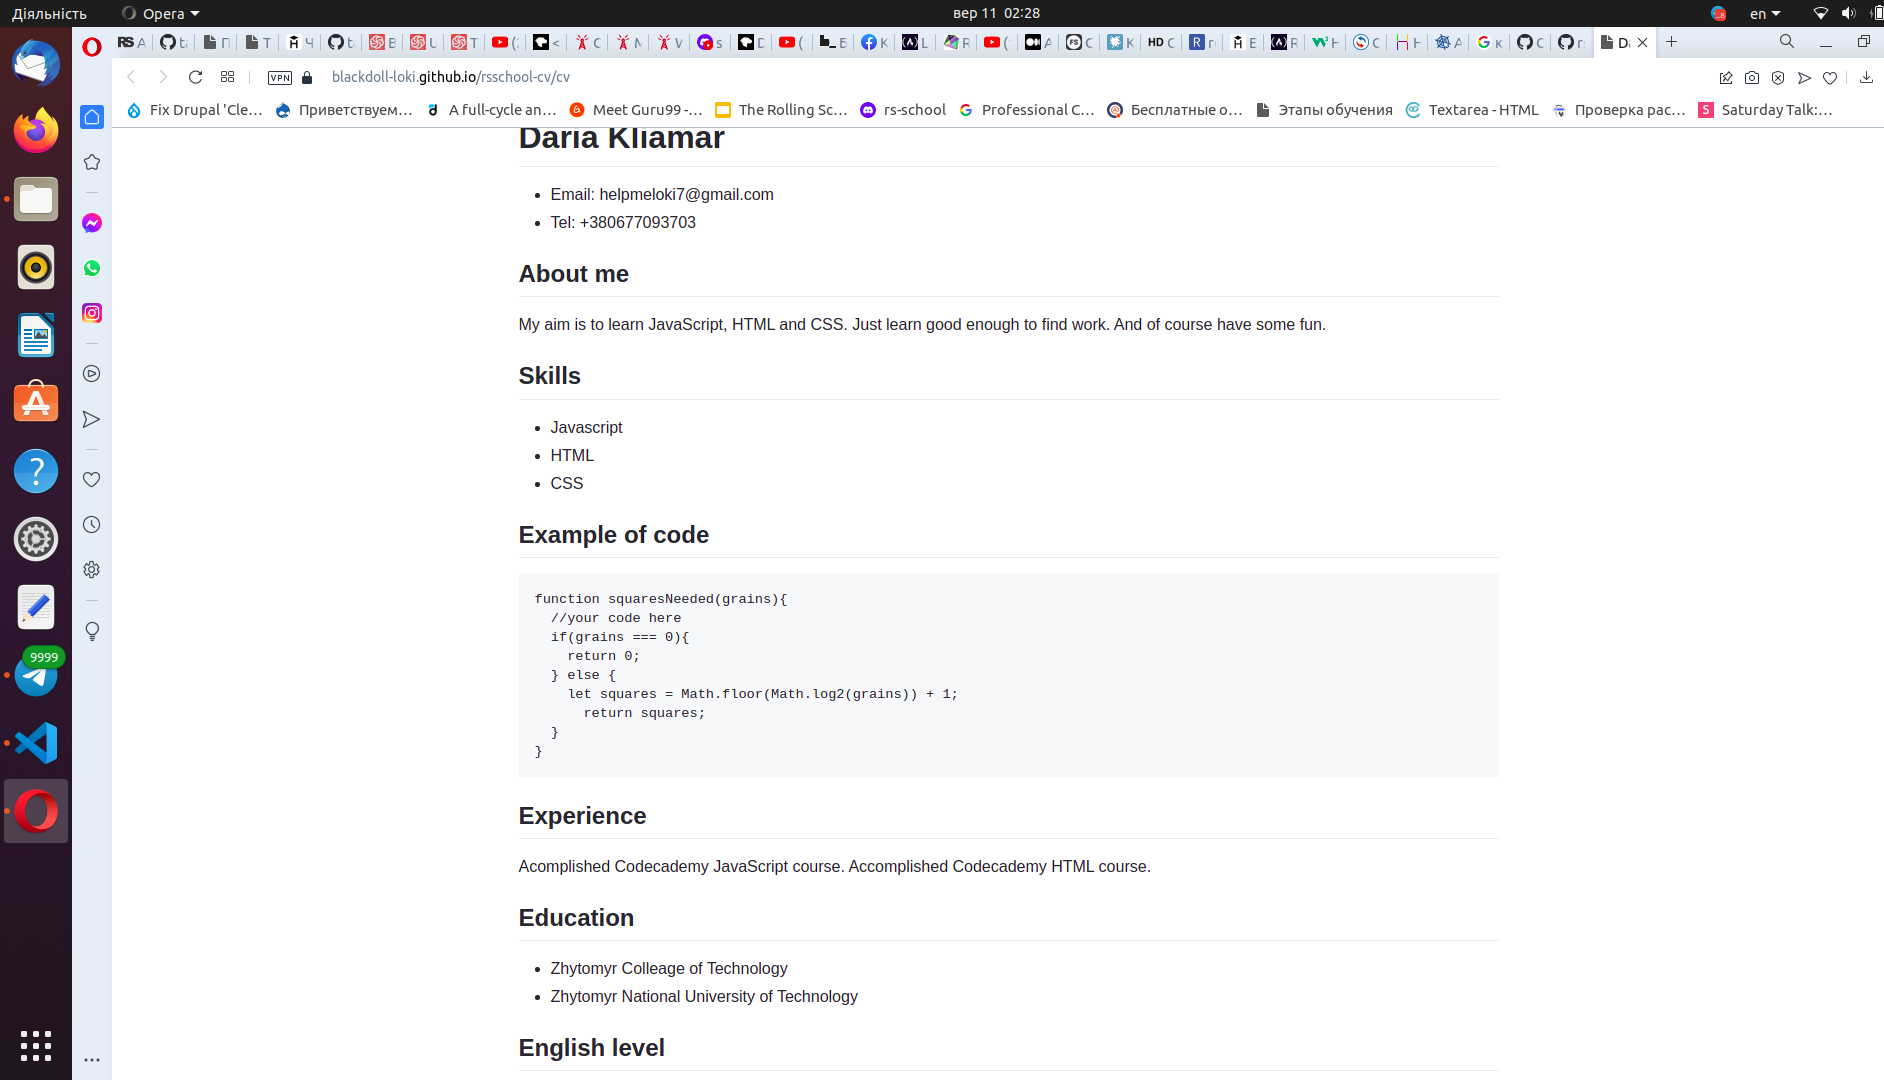 Діяльність
Opera
вер 11 02:28
en
blackdoll-loki.github.io/rsschool-cv/cv
VPN
Fix Drupal 'Cle…
Приветствуем…
A full-cycle an…
Meet Guru99 -…
The Rolling Sc…
rs-school
Professional C…
Бесплатные о…
Этапы обучения
Textarea - HTML
Проверка рас…
Saturday Talk:…
Daria Kliamar
Email: helpmeloki7@gmail.com
Tel: +380677093703
About me
My aim is to learn JavaScript, HTML and CSS. Just learn good enough to find work. And of course have some fun.
Skills
Javascript
HTML
CSS
Example of code
function squaresNeeded(grains){
//your code here
if(grains === 0){
return 0;
} else {
let squares = Math.floor(Math.log2(grains)) + 1;
return squares;
}
}
Experience
Acomplished Codecademy JavaScript course. Accomplished Codecademy HTML course.
Education
Zhytomyr Colleage of Technology
Zhytomyr National University of Technology
English level
9999